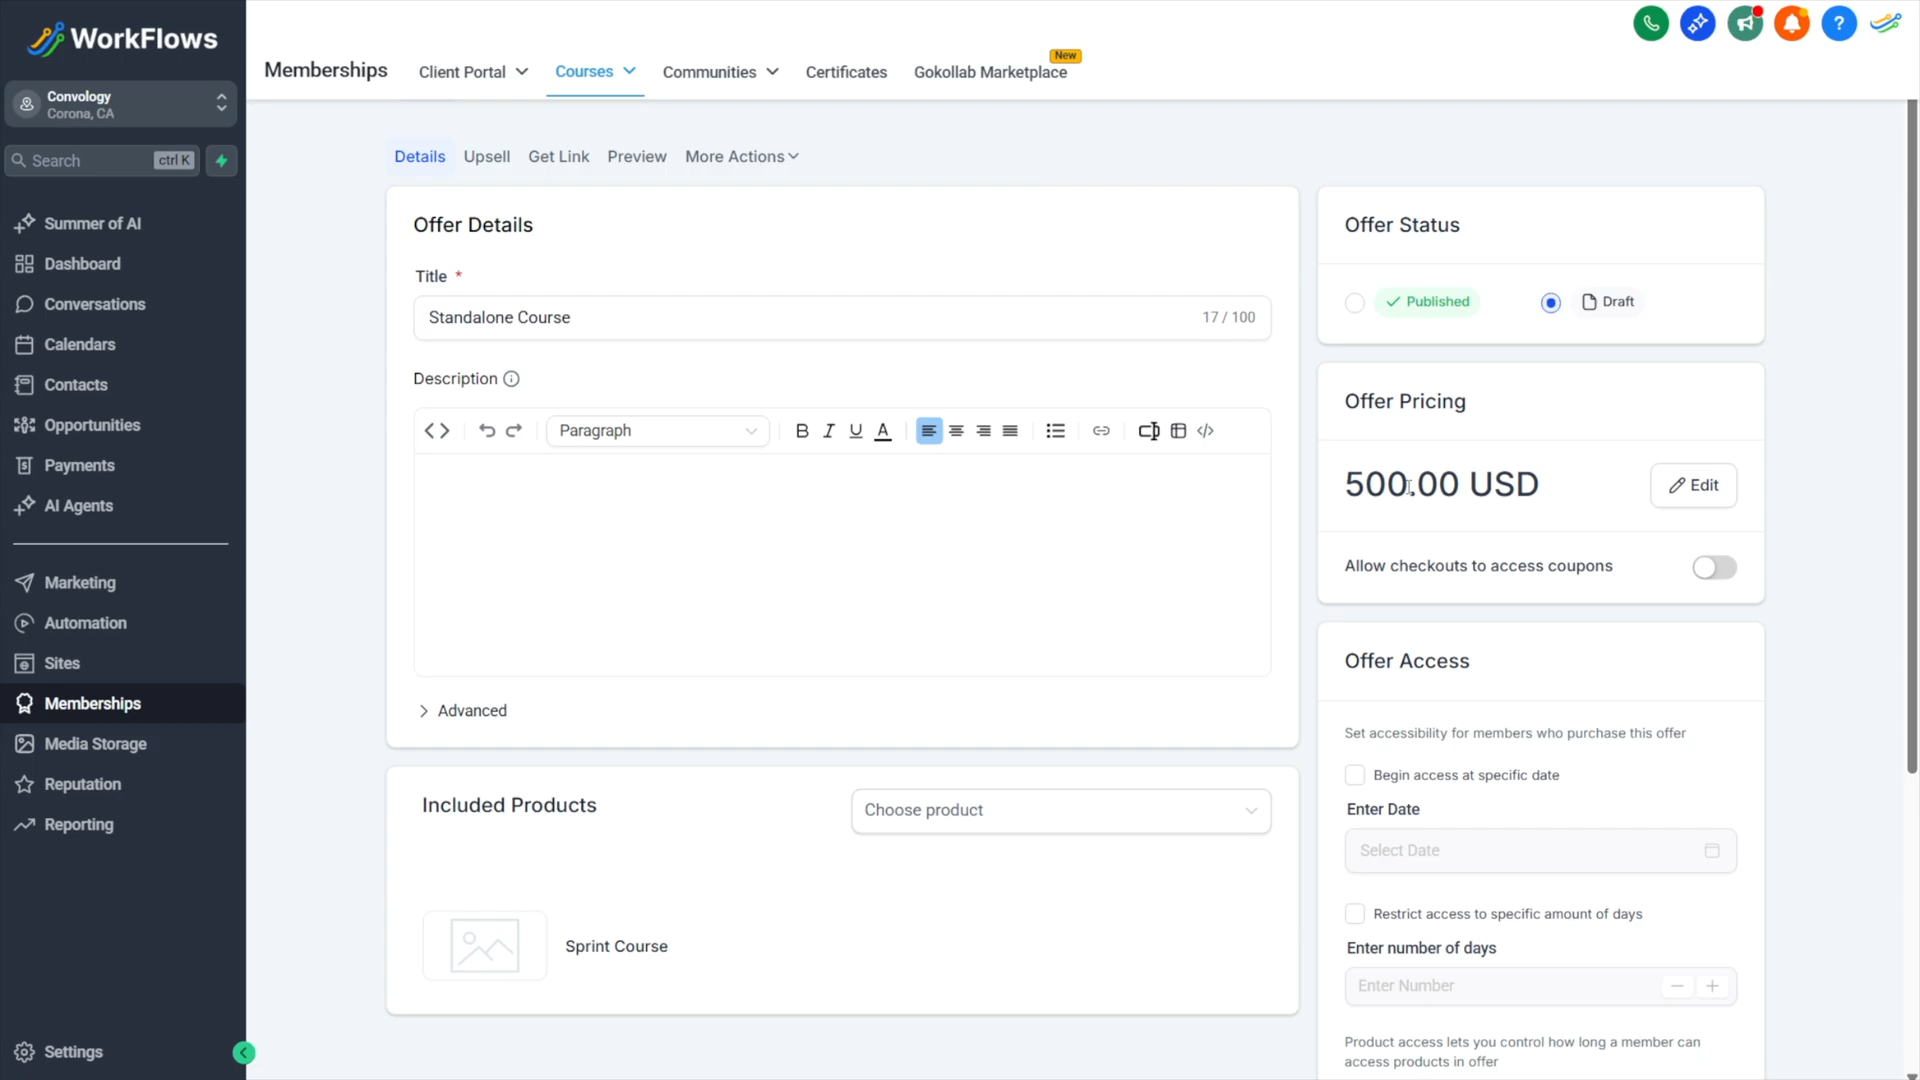 WorkFlows
Convology
Corona, CA
Search
ctrl K
Summer of AI
Dashboard
Conversations
Calendars
Contacts
Opportunities
Payments
AI Agents
Marketing
Automation
Sites
Memberships
Media Storage
Reputation
Reporting
Settings
Memberships
Client Portal
Courses
Communities
Certificates
Gokollab Marketplace
New
Details
Upsell
Get Link
Preview
More Actions
Offer Details
Title *
Standalone Course
17 / 100
Description
Paragraph
B I U A
Advanced
Included Products
Choose product
Sprint Course
Offer Status
Published
Draft
Offer Pricing
500.00 USD
Edit
Allow checkouts to access coupons
Offer Access
Set accessibility for members who purchase this offer
Begin access at specific date
Enter Date
Select Date
Restrict access to specific amount of days
Enter number of days
Enter Number
Product access lets you control how long a member can
access products in offer